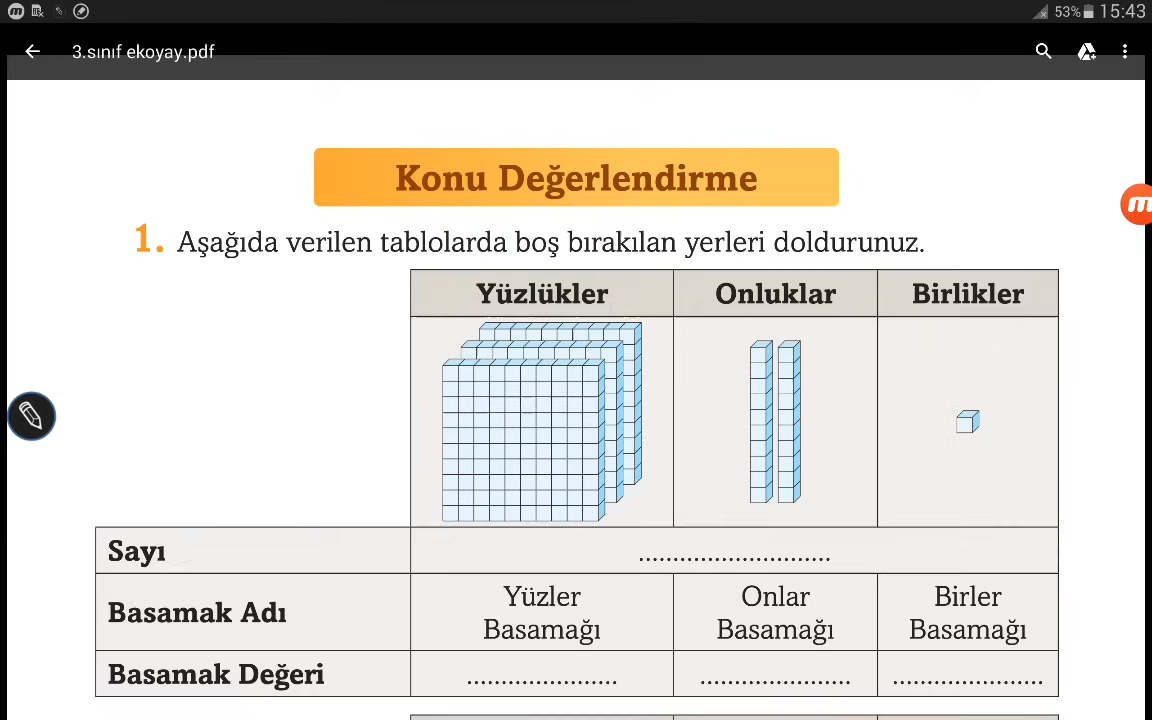 53% 15:43
3.sınıf ekoyay.pdf
Konu Değerlendirme
1. Aşağıda verilen tablolarda boş bırakılan yerleri doldurunuz.
Yüzlükler Onluklar Birlikler
Sayı ............................
Basamak Adı Yüzler Basamağı Onlar Basamağı Birler Basamağı
Basamak Değeri ...................... ...................... ......................